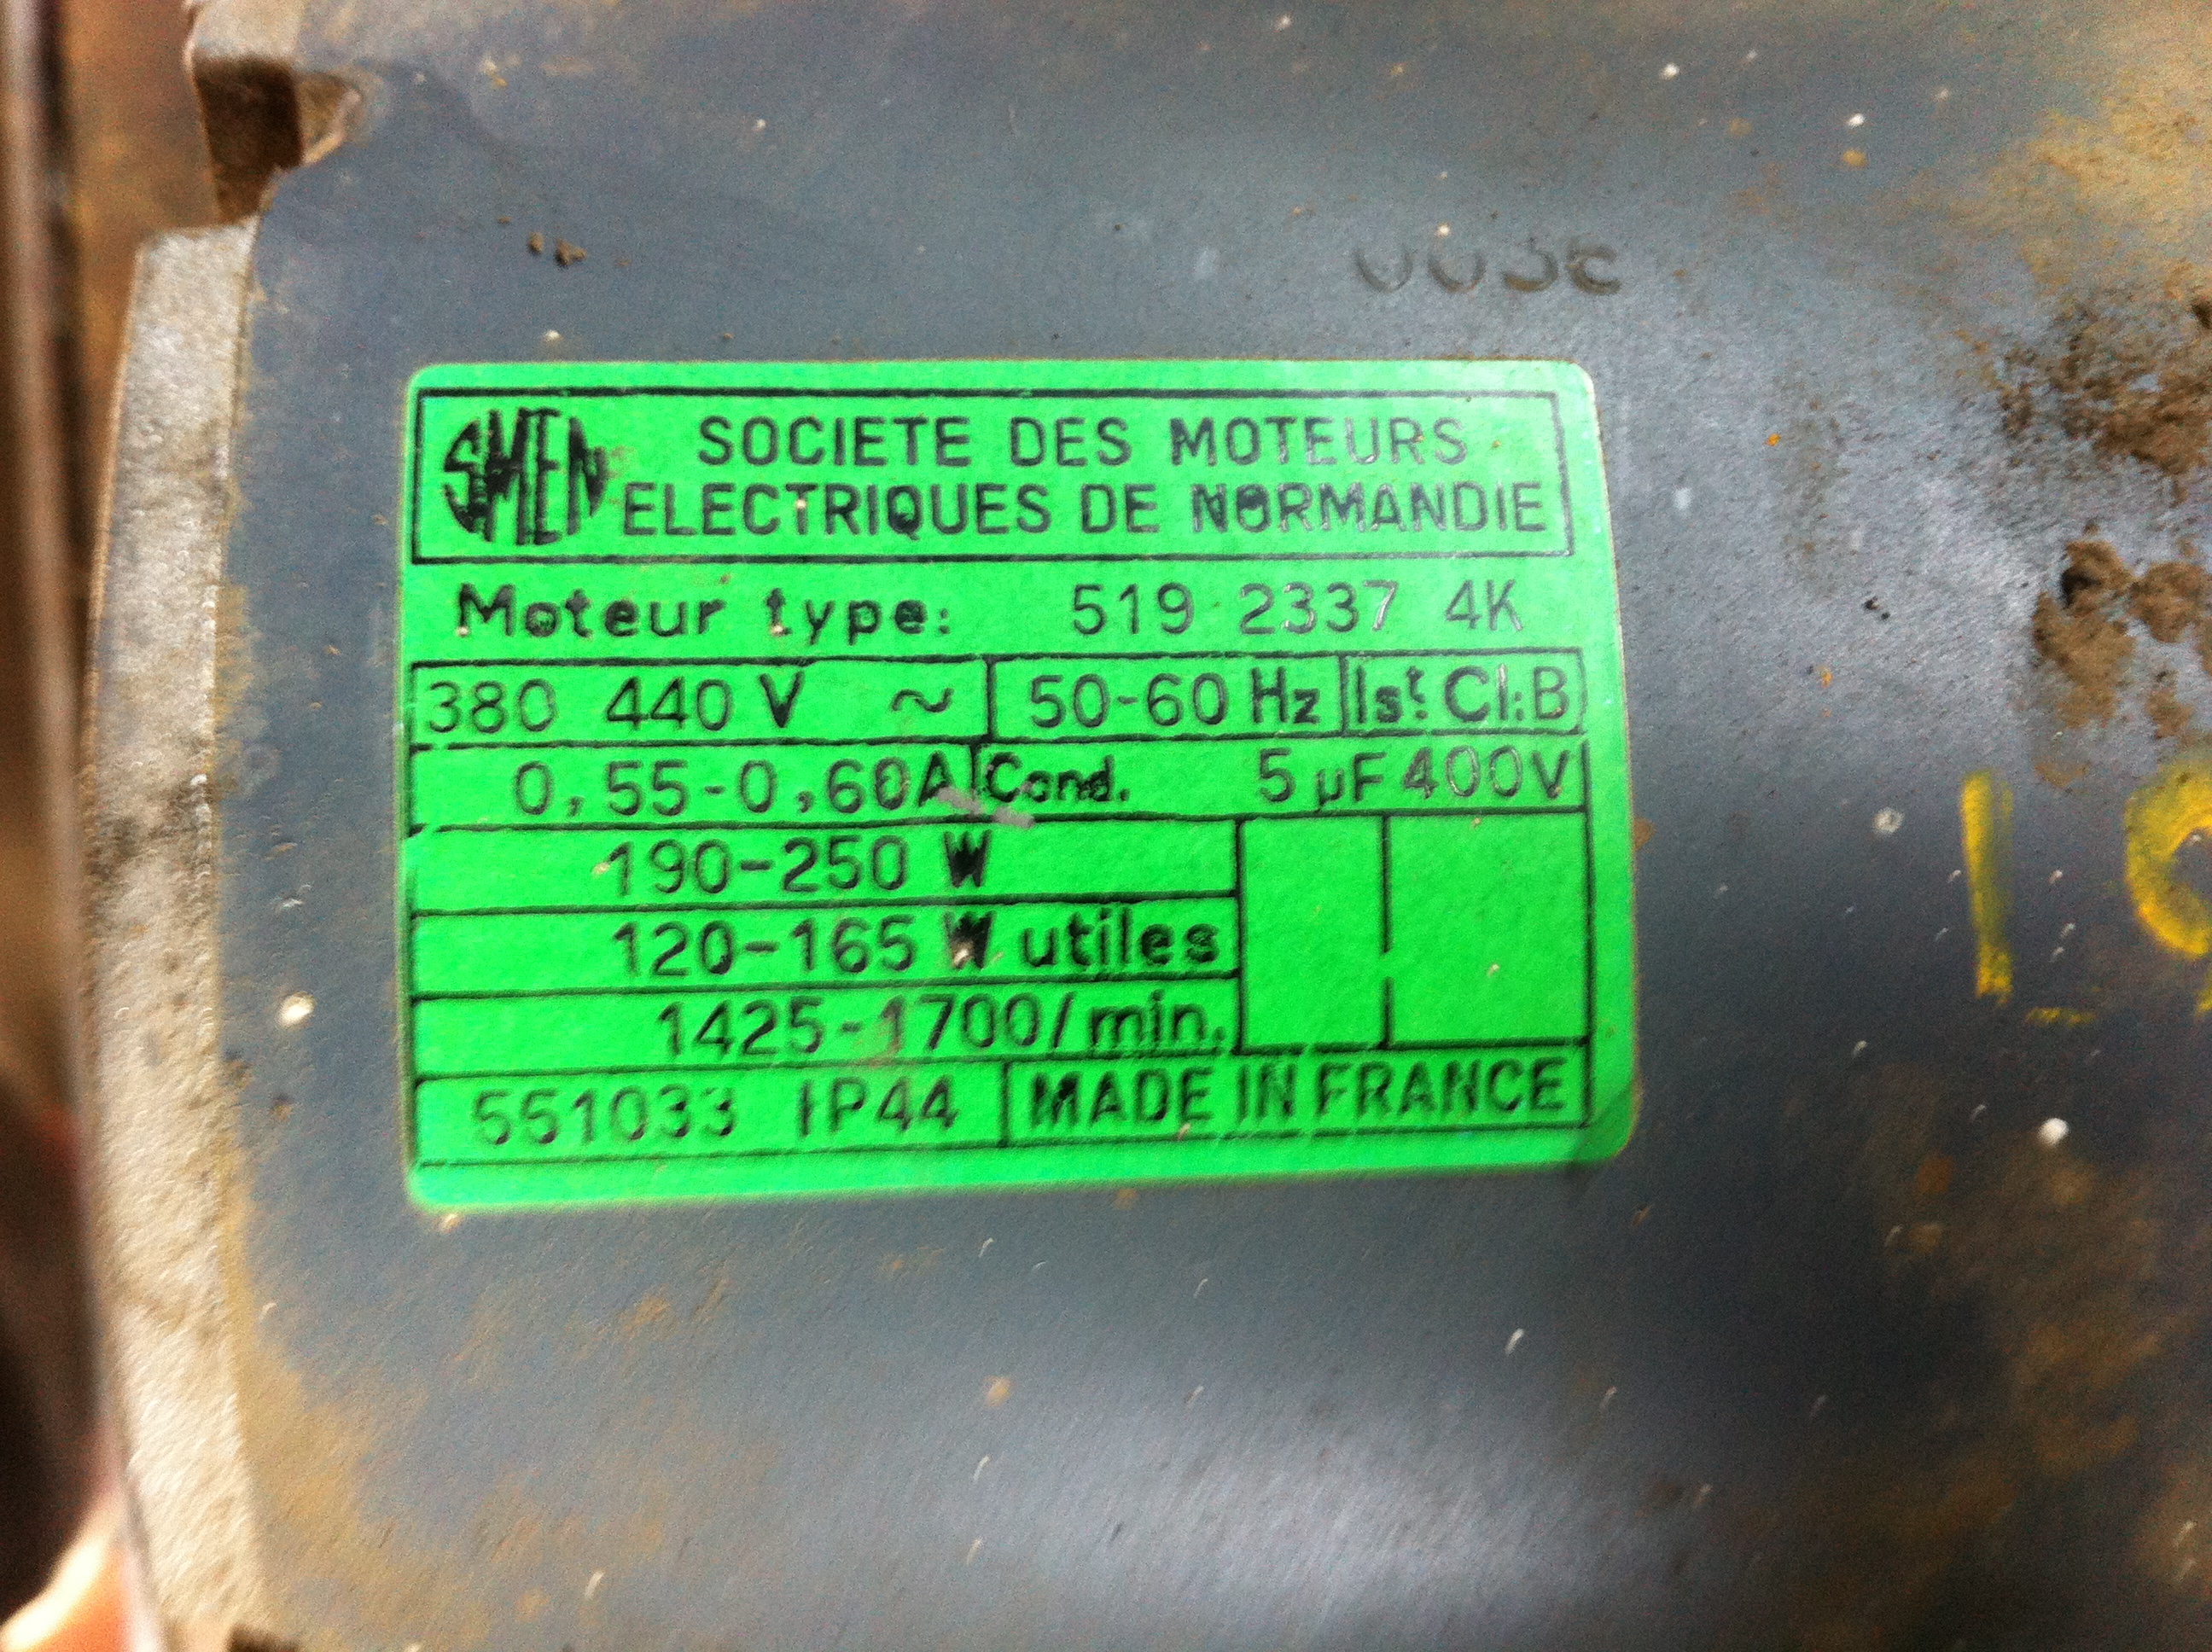 SMEN
SOCIETE DES MOTEURS
ELECTRIQUES DE NORMANDIE
Moteur type: 519 2337 4K
380 440 V ~ 50-60 Hz Ist Cl:B
0,55-0,60A Cond. 5 µF 400V
190-250 W
120-165 W utiles
1425-1700/min.
551033 IP44 MADE IN FRANCE